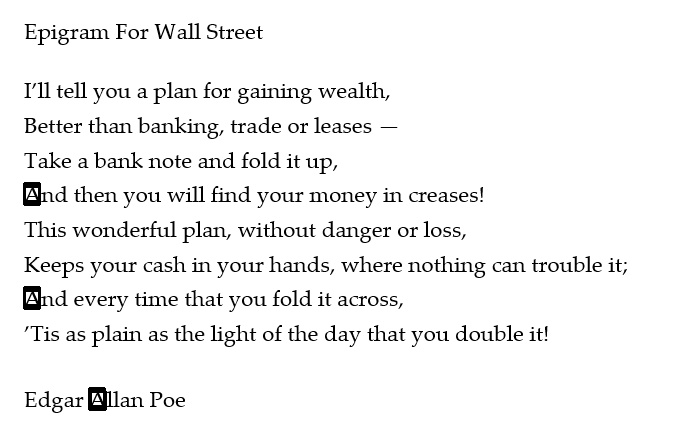 Epigram For Wall Street
I’ll tell you a plan for gaining wealth,
Better than banking, trade or leases —
Take a bank note and fold it up,
And then you will find your money in creases!
This wonderful plan, without danger or loss,
Keeps your cash in your hands, where nothing can trouble it;
And every time that you fold it across,
’Tis as plain as the light of the day that you double it!
Edgar Allan Poe